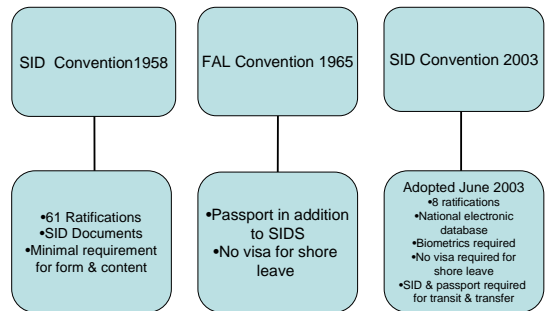 SID Convention1958
FAL Convention 1965
SID Convention 2003
•61 Ratifications
•SID Documents
•Minimal requirement
for form & content
•Passport in addition
to SIDS
•No visa for shore
leave
Adopted June 2003
•8 ratifications
•National electronic
database
•Biometrics required
•No visa required for
shore leave
•SID & passport required
for transit & transfer